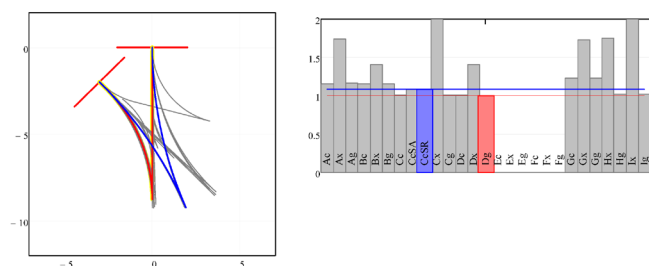 0
− 5
− 10
− 5
0
5
2
1.5
1
0.5
0
Ac
Ax
Ag
Bc
Bx
Bg
Cc
CcSA
CcSR
Cx
Cg
Dc
Dx
Dg
Ec
Ex
Eg
Fc
Fx
Fg
Gc
Gx
Gg
Hx
Hg
Ix